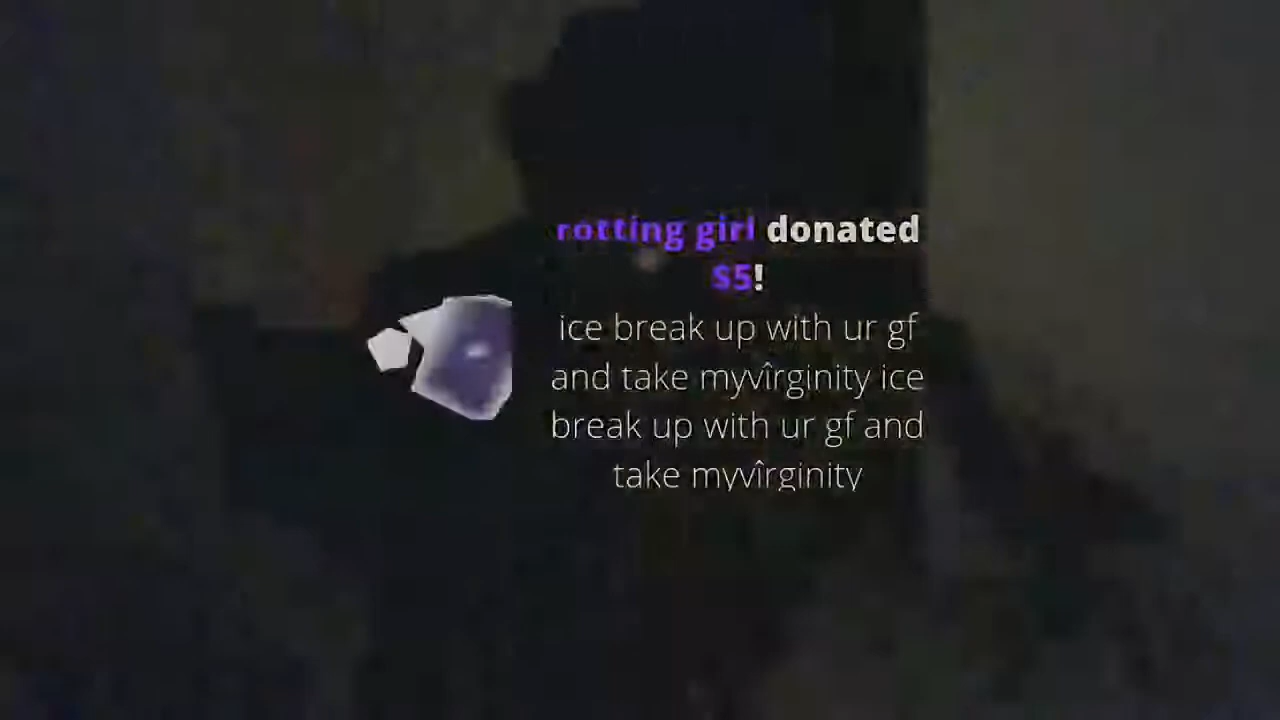 rotting girl donated
$5!
ice break up with ur gf
and take myvîrginity ice
break up with ur gf and
take myvîrginity